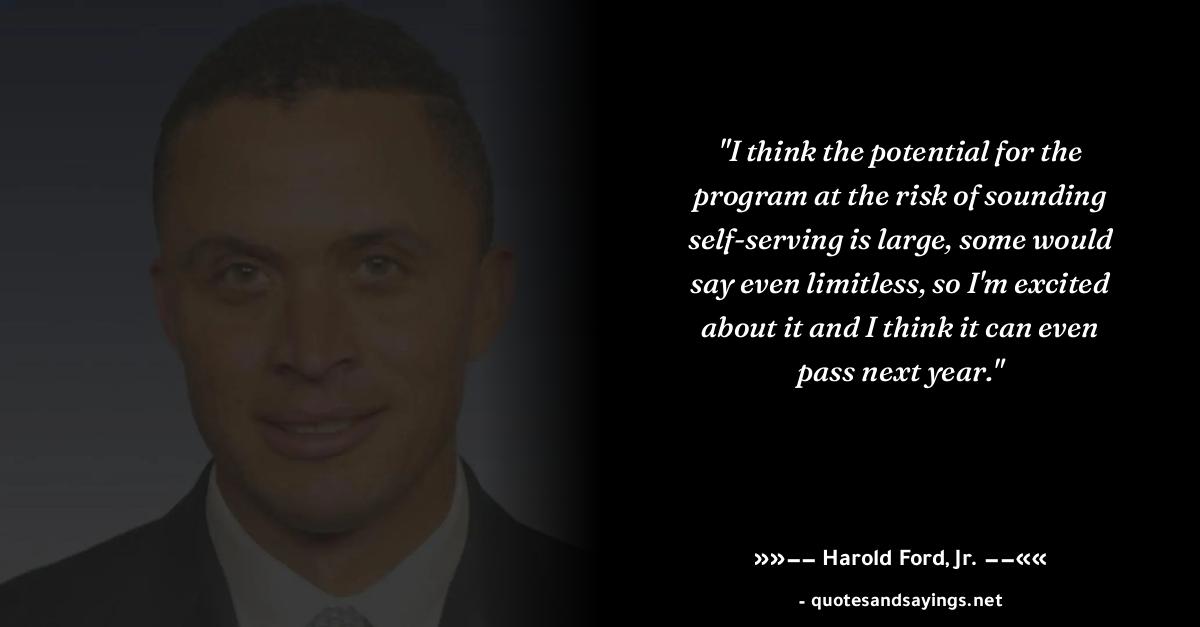 "I think the potential for the
program at the risk of sounding
self-serving is large, some would
say even limitless, so I'm excited
about it and I think it can even
pass next year."
»»−− Harold Ford, Jr. −−««
- quotesandsayings.net